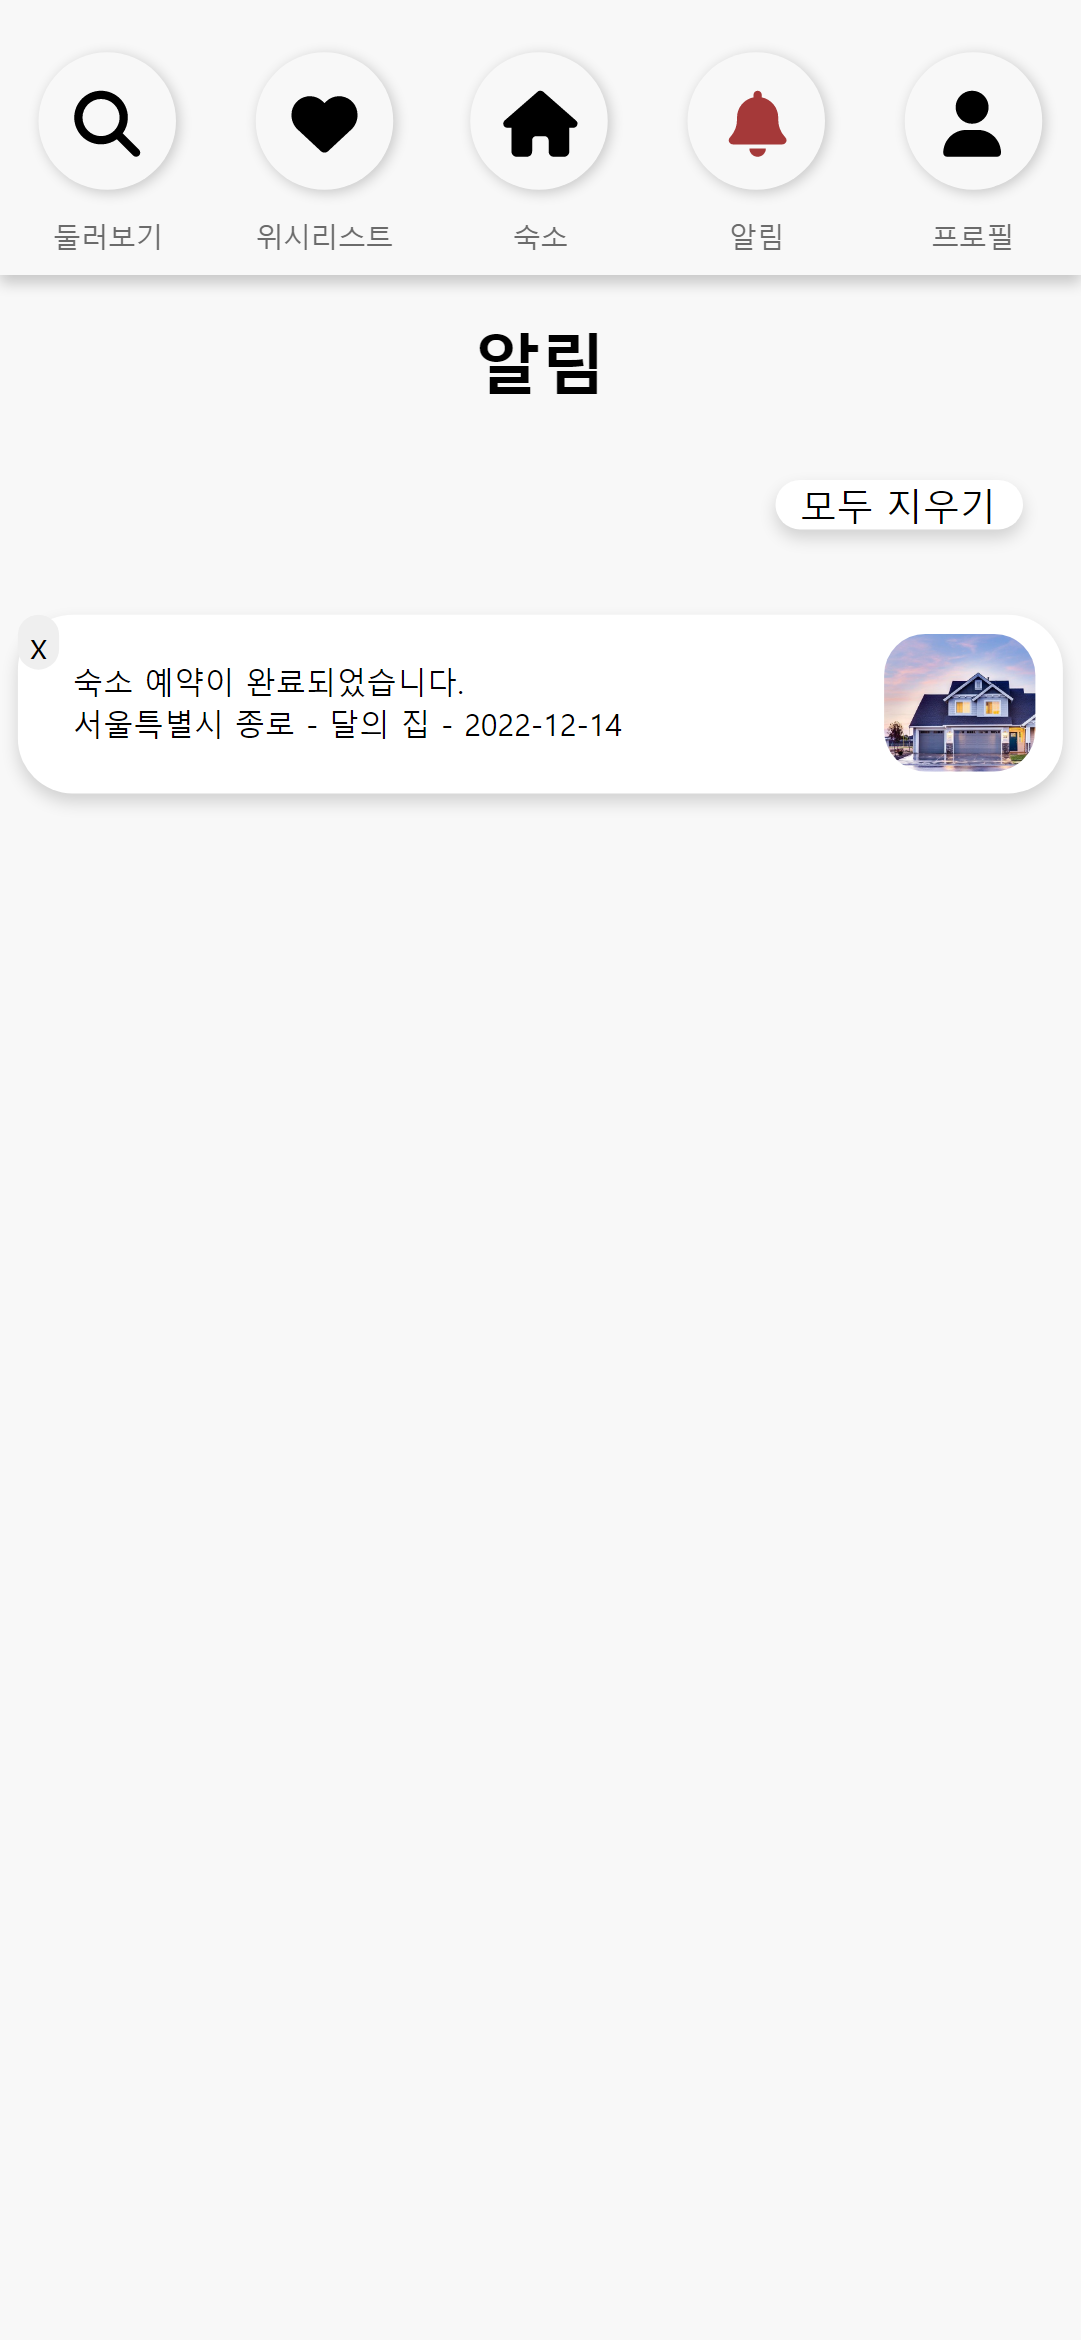 둘러보기 위시리스트 숙소 알림 프로필
알림
모두 지우기
X
숙소 예약이 완료되었습니다.
서울특별시 종로 - 달의 집 - 2022-12-14